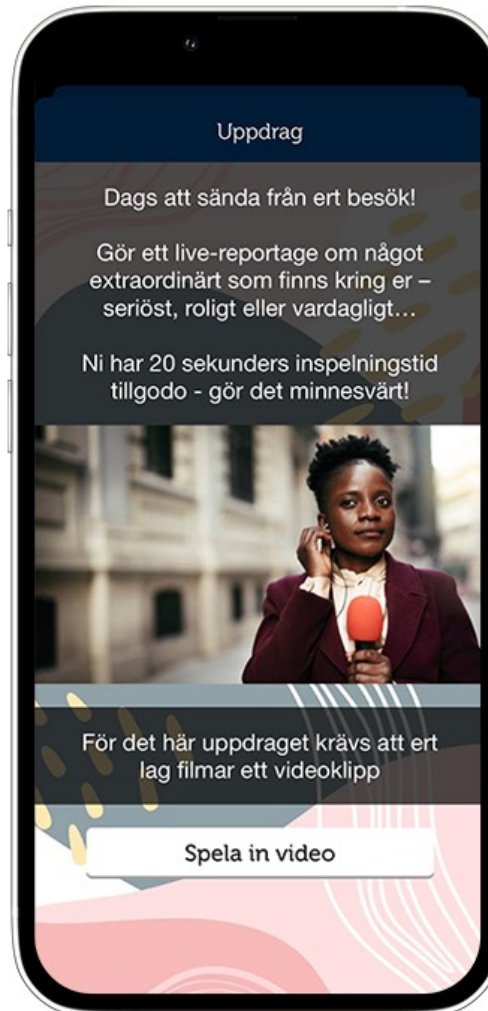 Uppdrag
Dags att sända från ert besök!
Gör ett live-reportage om något
extraordinärt som finns kring er –
seriöst, roligt eller vardagligt…
Ni har 20 sekunders inspelningstid
tillgodo - gör det minnesvärt!
För det här uppdraget krävs att ert
lag filmar ett videoklipp
Spela in video